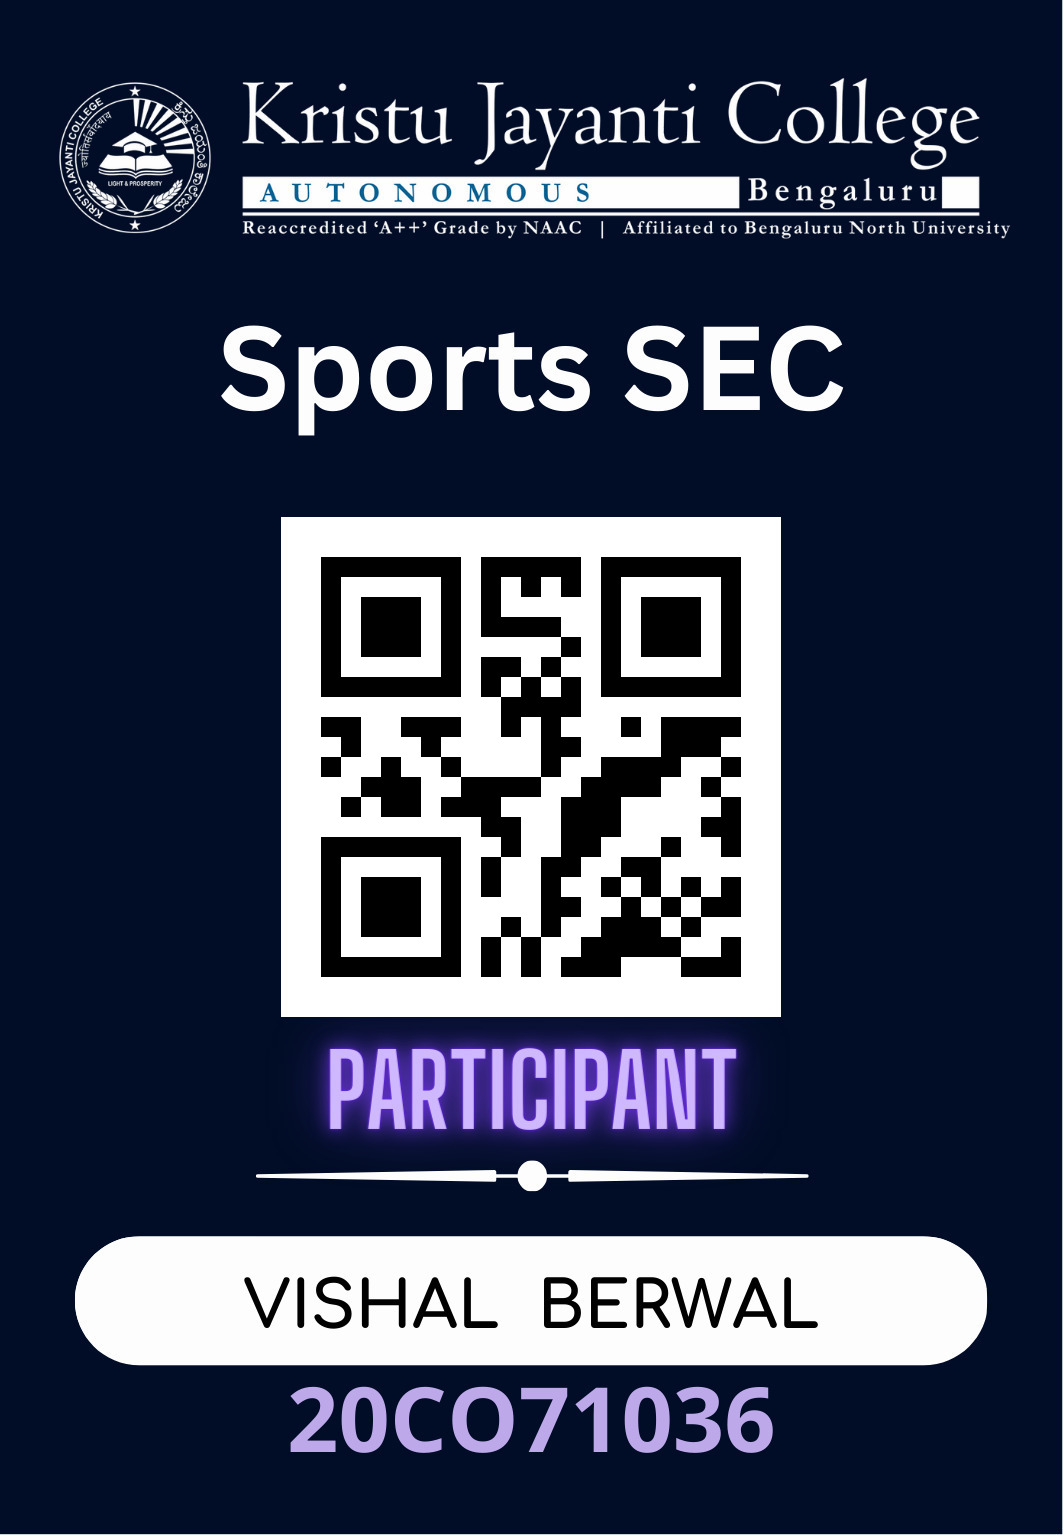 Kristu Jayanti College
AUTONOMOUS Bengaluru
Reaccredited ‘A++’ Grade by NAAC | Affiliated to Bengaluru North University
KRISTU JAYANTI COLLEGE
ಕ್ರಿಸ್ತು ಜಯಂತಿ ಕಾಲೇಜು
LIGHT & PROSPERITY
Sports SEC
PARTICIPANT
VISHAL BERWAL
20CO71036